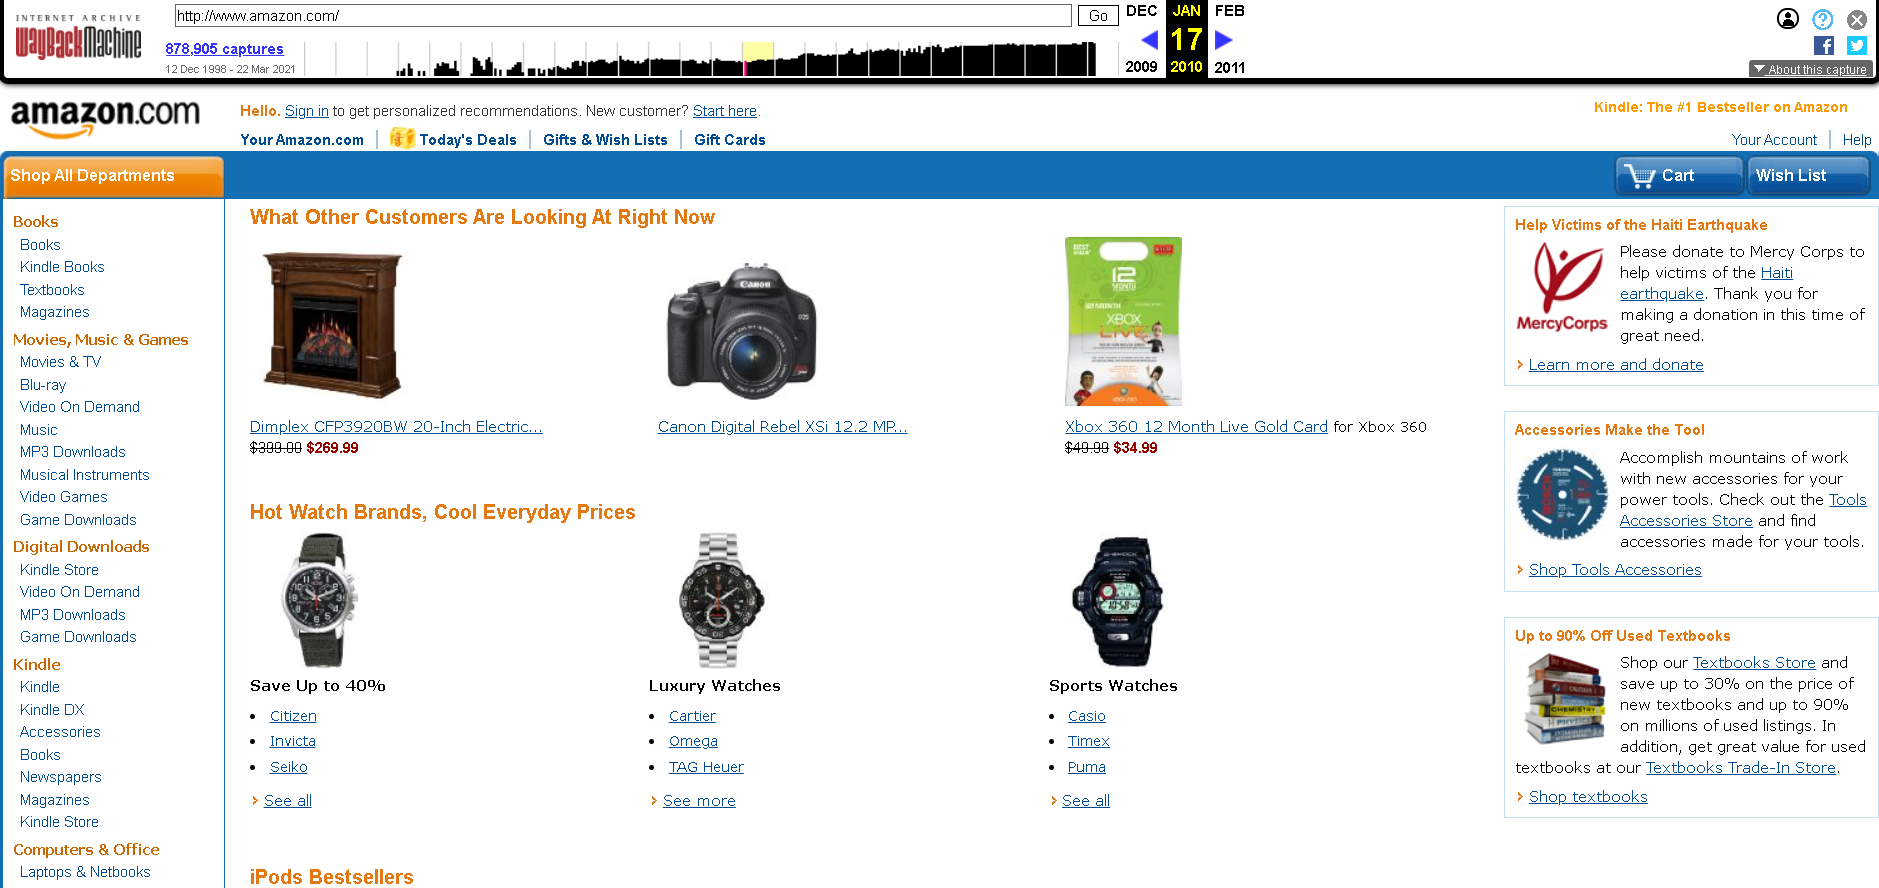 INTERNET ARCHIVE
WayBackMachine
http://www.amazon.com/
Go
DEC
JAN
FEB
878,905 captures
17
12 Dec 1998 - 22 Mar 2021
2009
2010
2011
About this capture
amazon.com
Hello. Sign in to get personalized recommendations. New customer? Start here.
Kindle: The #1 Bestseller on Amazon
Your Amazon.com
Today's Deals
Gifts & Wish Lists
Gift Cards
Your Account
Help
Shop All Departments
Cart
Wish List
Books
Books
Kindle Books
Textbooks
Magazines
Movies, Music & Games
Movies & TV
Blu-ray
Video On Demand
Music
MP3 Downloads
Musical Instruments
Video Games
Game Downloads
Digital Downloads
Kindle Store
Video On Demand
MP3 Downloads
Game Downloads
Kindle
Kindle
Kindle DX
Accessories
Books
Newspapers
Magazines
Kindle Store
Computers & Office
Laptops & Netbooks
What Other Customers Are Looking At Right Now
Canon
12
MONTH
XBOX
LIVE
Dimplex CFP3920BW 20-Inch Electric...
$399.00 $269.99
Canon Digital Rebel XSi 12.2 MP...
Xbox 360 12 Month Live Gold Card for Xbox 360
$49.99 $34.99
Hot Watch Brands, Cool Everyday Prices
G-SHOCK
Save Up to 40%
Citizen
Invicta
Seiko
See all
Luxury Watches
Cartier
Omega
TAG Heuer
See more
Sports Watches
Casio
Timex
Puma
See all
iPods Bestsellers
Help Victims of the Haiti Earthquake
MercyCorps
Please donate to Mercy Corps to
help victims of the Haiti
earthquake. Thank you for
making a donation in this time of
great need.
Learn more and donate
Accessories Make the Tool
BOSCH
Accomplish mountains of work
with new accessories for your
power tools. Check out the Tools
Accessories Store and find
accessories made for your tools.
Shop Tools Accessories
Up to 90% Off Used Textbooks
CALCULUS
CHEMISTRY
PHYSICS
Shop our Textbooks Store and
save up to 30% on the price of
new textbooks and up to 90%
on millions of used listings. In
addition, get great value for used
textbooks at our Textbooks Trade-In Store.
Shop textbooks